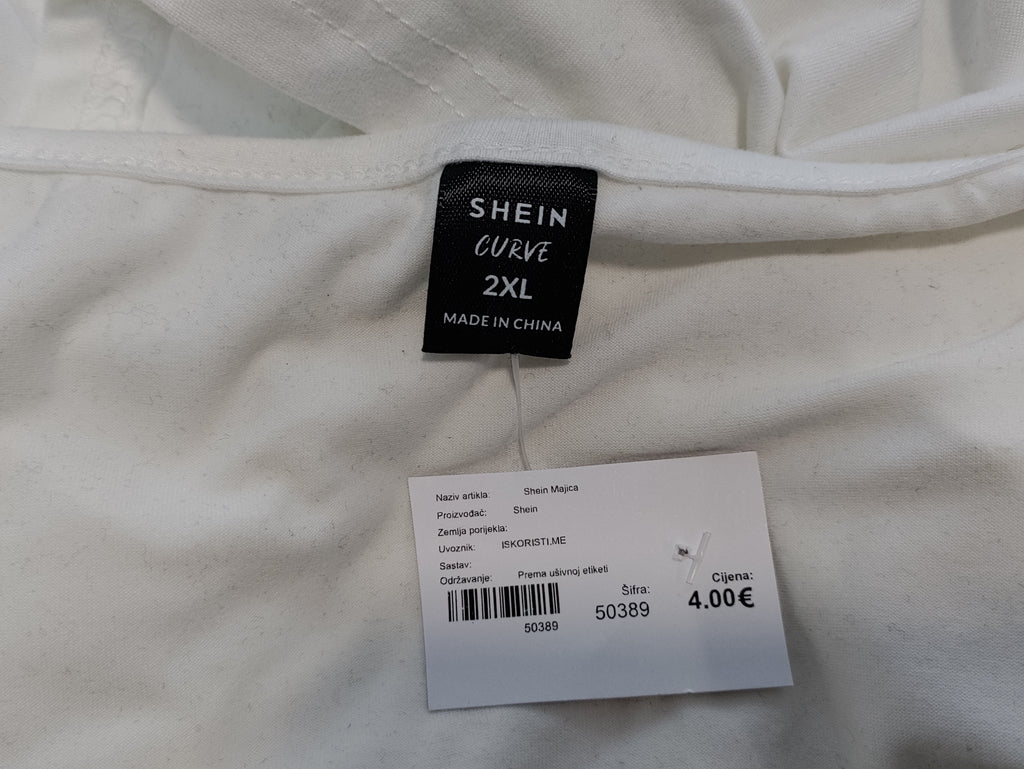 SHEIN
CURVE
2XL
MADE IN CHINA
Naziv artikla: Shein Majica
Proizvođač: Shein
Zemlja porijekla:
Uvoznik: ISKORISTI.ME
Sastav:
Održavanje: Prema ušivnoj etiketi
50389
Šifra:
50389
Cijena:
4.00€